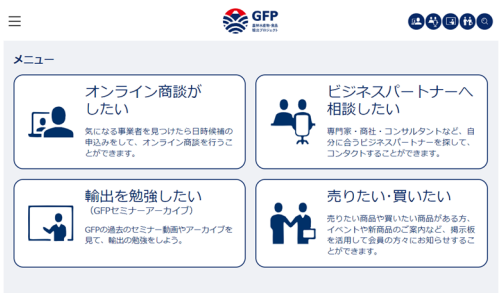 GFP
農林水産物・食品
輸出プロジェクト
メニュー
オンライン商談が
したい
気になる事業者を見つけたら日時候補の
申込みをして、オンライン商談を行うこ
とができます。
ビジネスパートナーへ
相談したい
専門家・商社・コンサルタントなど、自
分に合うビジネスパートナーを探して、
コンタクトすることができます。
輸出を勉強したい
（GFPセミナーアーカイブ）
GFPの過去のセミナー動画やアーカイブを
見て、輸出の勉強をしよう。
売りたい・買いたい
売りたい商品や買いたい商品がある方、
イベントや新商品のご案内など、掲示板
を活用して会員の方々にお知らせするこ
とができます。